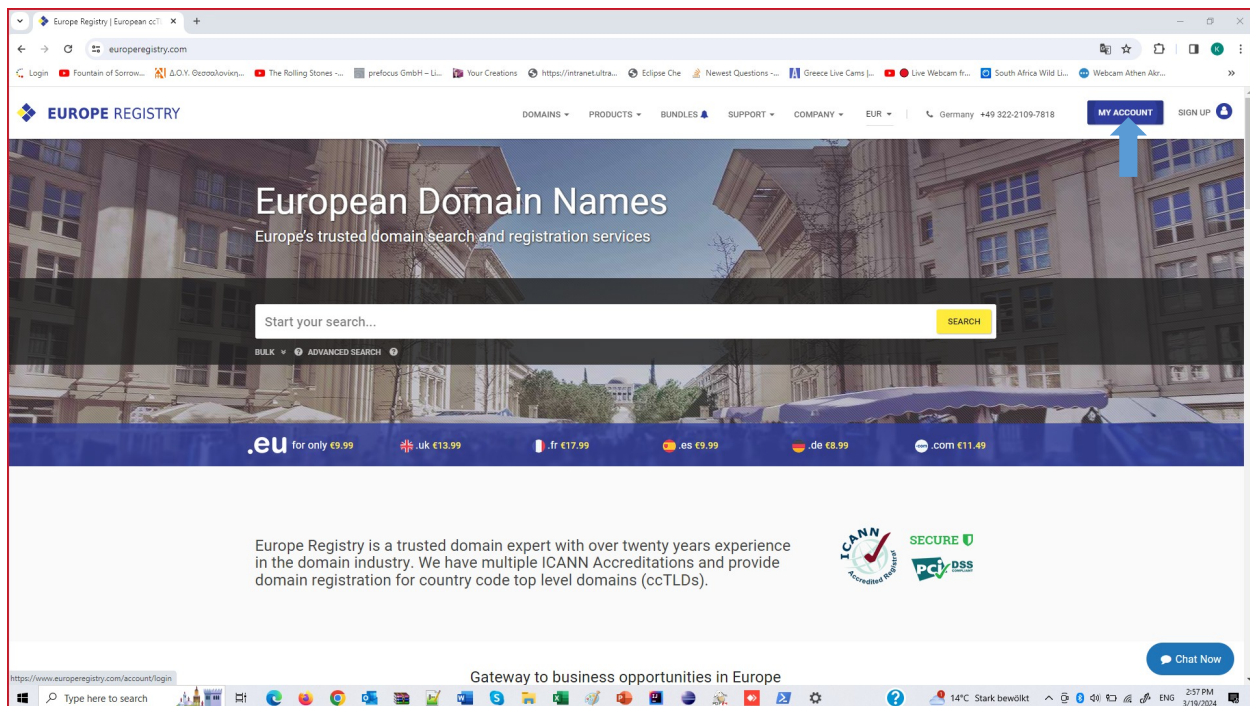 Europe Registry | European ccTl
europeregistry.com
Login
Fountain of Sorrow...
Δ.Ο.Υ. Θεσσαλονίκη...
The Rolling Stones -...
prefocus GmbH – Li...
Your Creations
https://intranet.ultra...
Eclipse Che
Newest Questions -...
Greece Live Cams |...
Live Webcam fr...
South Africa Wild Li...
Webcam Athen Akr...
EUROPE REGISTRY
DOMAINS
PRODUCTS
BUNDLES
SUPPORT
COMPANY
EUR
Germany +49 322-2109-7818
MY ACCOUNT
SIGN UP
European Domain Names
Europe's trusted domain search and registration services
Start your search...
SEARCH
BULK
ADVANCED SEARCH
.eu for only €9.99
.uk €13.99
.fr €17.99
.es €9.99
.de €8.99
.com €11.49
Europe Registry is a trusted domain expert with over twenty years experience
in the domain industry. We have multiple ICANN Accreditations and provide
domain registration for country code top level domains (ccTLDs).
ICANN
Accredited Registrar
SECURE
PCI DSS
COMPLIANT
Chat Now
Gateway to business opportunities in Europe
https://www.europeregistry.com/account/login
Type here to search
14°C Stark bewölkt
ENG
2:57 PM
3/19/2024